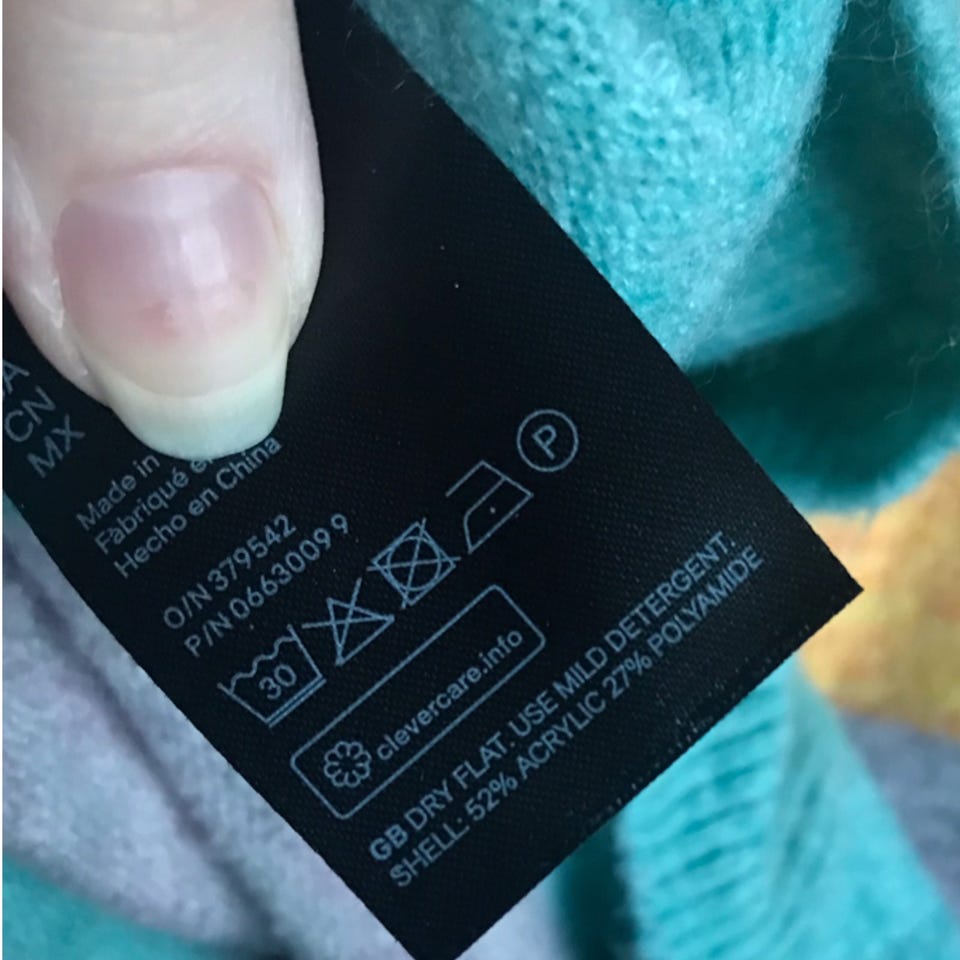 CN
MX
Made in
Fabriqué
Hecho en China
O/N 379542
P/N 0663009 9
P
30
clevercare.info
GB DRY FLAT. USE MILD DETERGENT.
SHELL: 52% ACRYLIC 27% POLYAMIDE